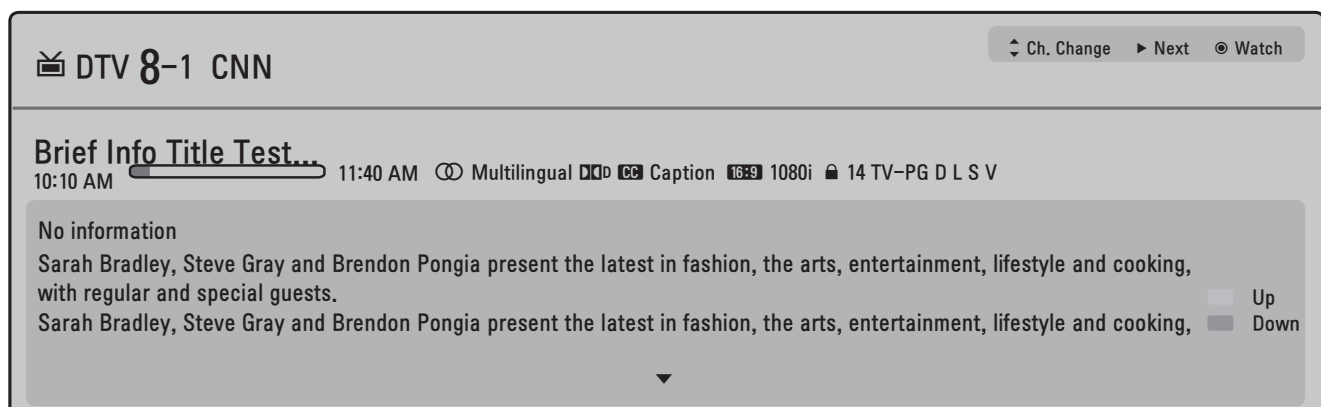 DTV 8-1 CNN
Ch. Change Next Watch
Brief Info Title Test...
10:10 AM 11:40 AM Multilingual DD CC Caption 16:9 1080i 14 TV-PG D L S V
No information
Sarah Bradley, Steve Gray and Brendon Pongia present the latest in fashion, the arts, entertainment, lifestyle and cooking,
with regular and special guests.
Up
Sarah Bradley, Steve Gray and Brendon Pongia present the latest in fashion, the arts, entertainment, lifestyle and cooking,
Down